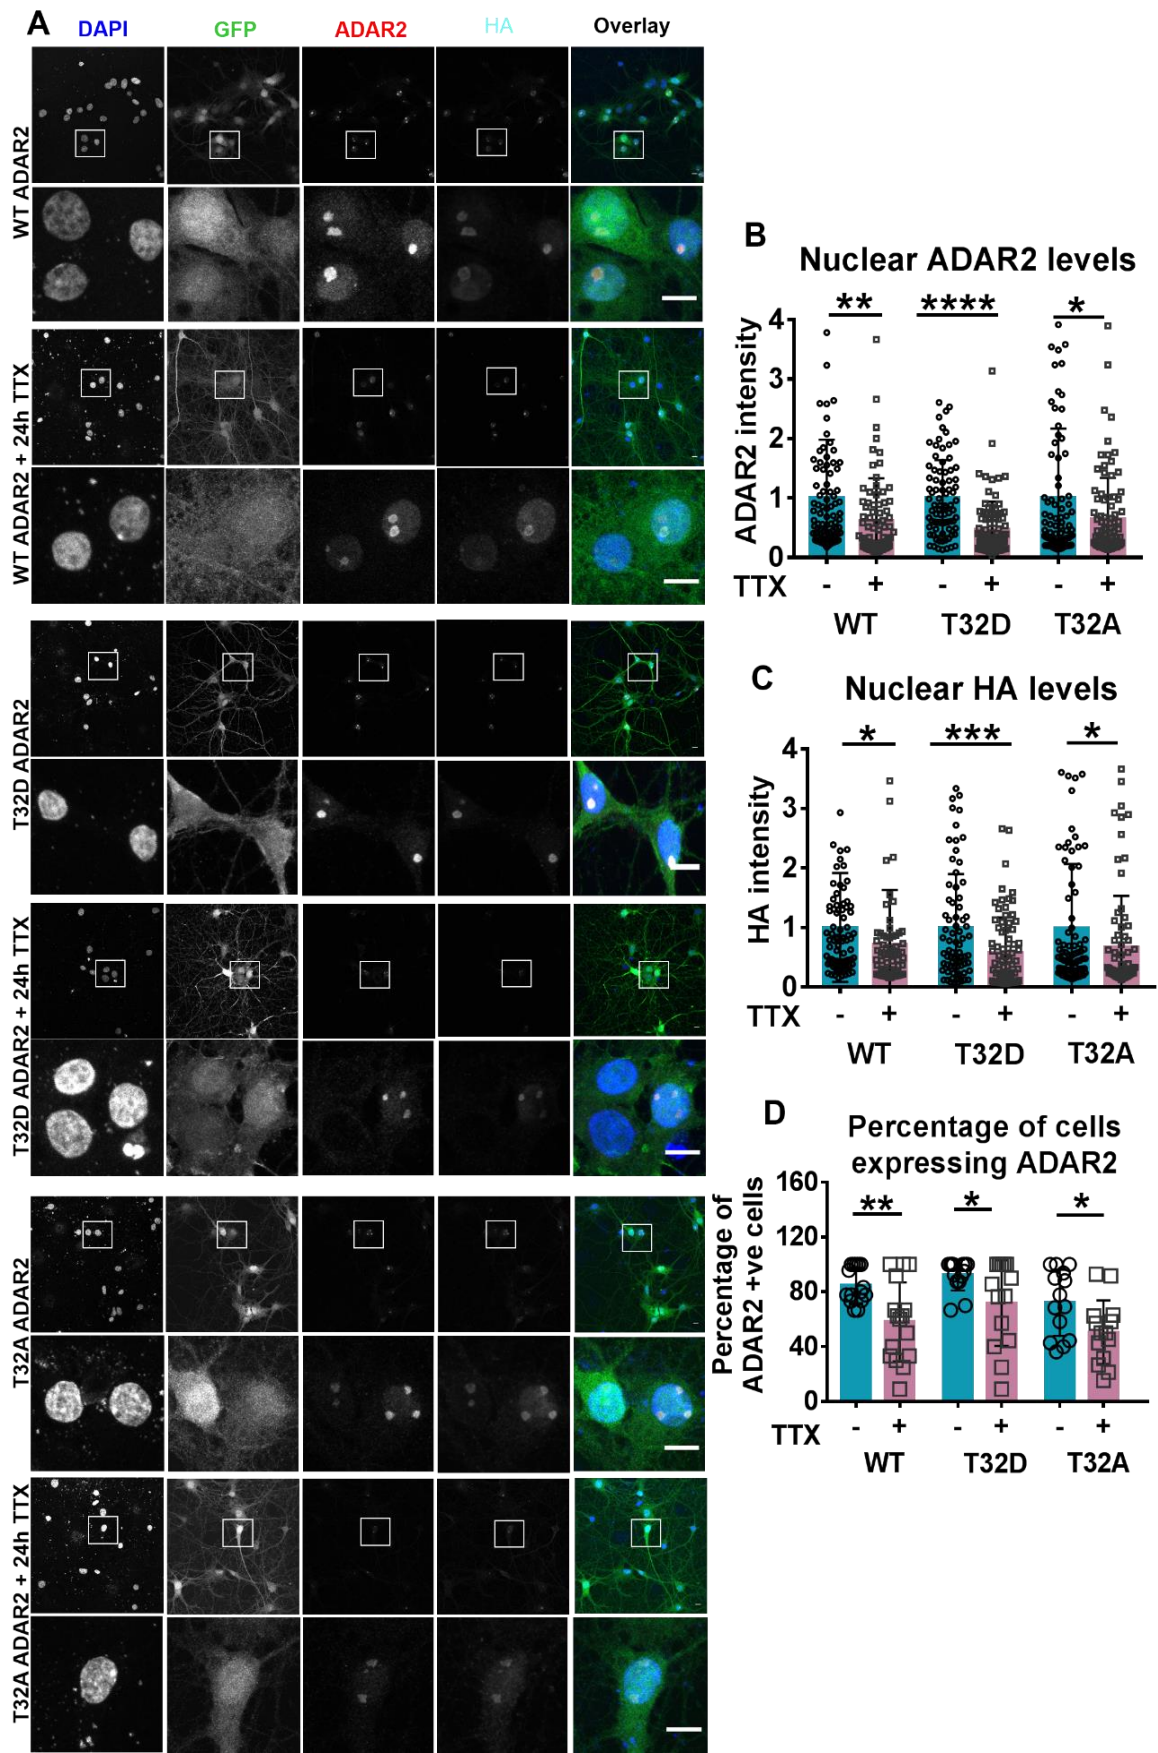 A
DAPI GFP ADAR2 HA Overlay
WT ADAR2
WT ADAR2 + 24h TTX
T32D ADAR2
T32D ADAR2 + 24h TTX
T32A ADAR2
T32A ADAR2 + 24h TTX
B
Nuclear ADAR2 levels
** **** *
ADAR2 intensity
4
3
2
1
0
TTX - + - + - +
WT T32D T32A
C
Nuclear HA levels
* *** *
HA intensity
4
3
2
1
0
TTX - + - + - +
WT T32D T32A
D
Percentage of cells
expressing ADAR2
** * *
Percentage of
ADAR2 +ve cells
160
120
80
40
0
TTX - + - + - +
WT T32D T32A